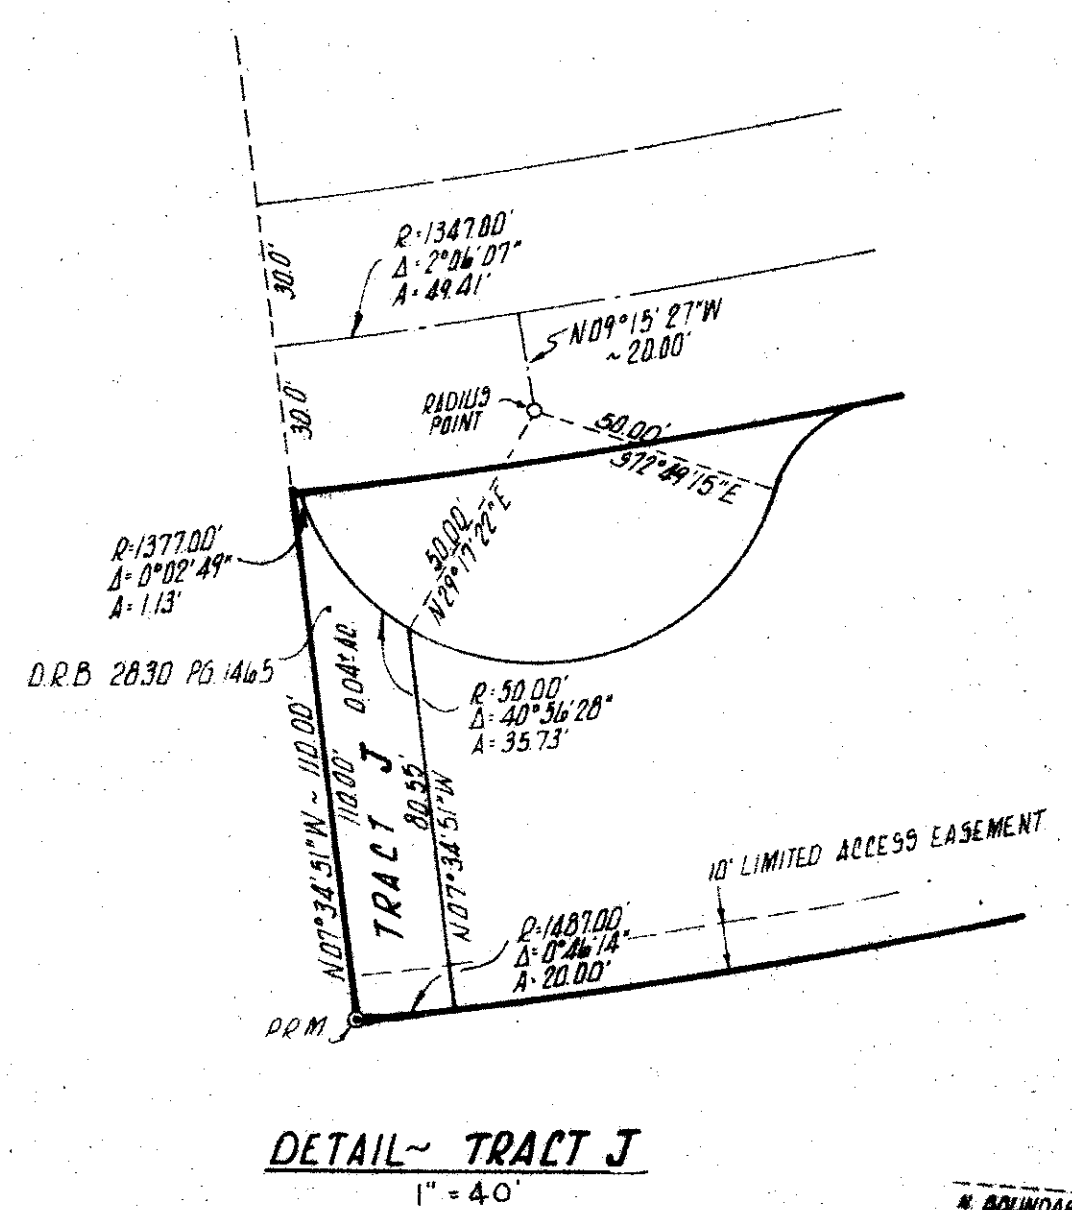 30.0'
R=1347.00'
Δ=2°06'07"
A=49.41'
N09°15'27"W
~20.00'
30.0'
RADIUS
POINT
50.00'
S72°49'15"E
50.00'
N29°17'22"E
R=1377.00'
Δ=0°02'49"
A=1.13'
O.R.B 2830 PG.1465
0.04± AC.
R=50.00'
Δ=40°56'28"
A=35.73'
N07°34'51"W ~ 110.00'
110.00'
TRACT J
80.55'
N07°34'51"W
10' LIMITED ACCESS EASEMENT
R=1487.00'
Δ=0°46'14"
A=20.00'
P.R.M.
DETAIL~ TRACT J
1" = 40'